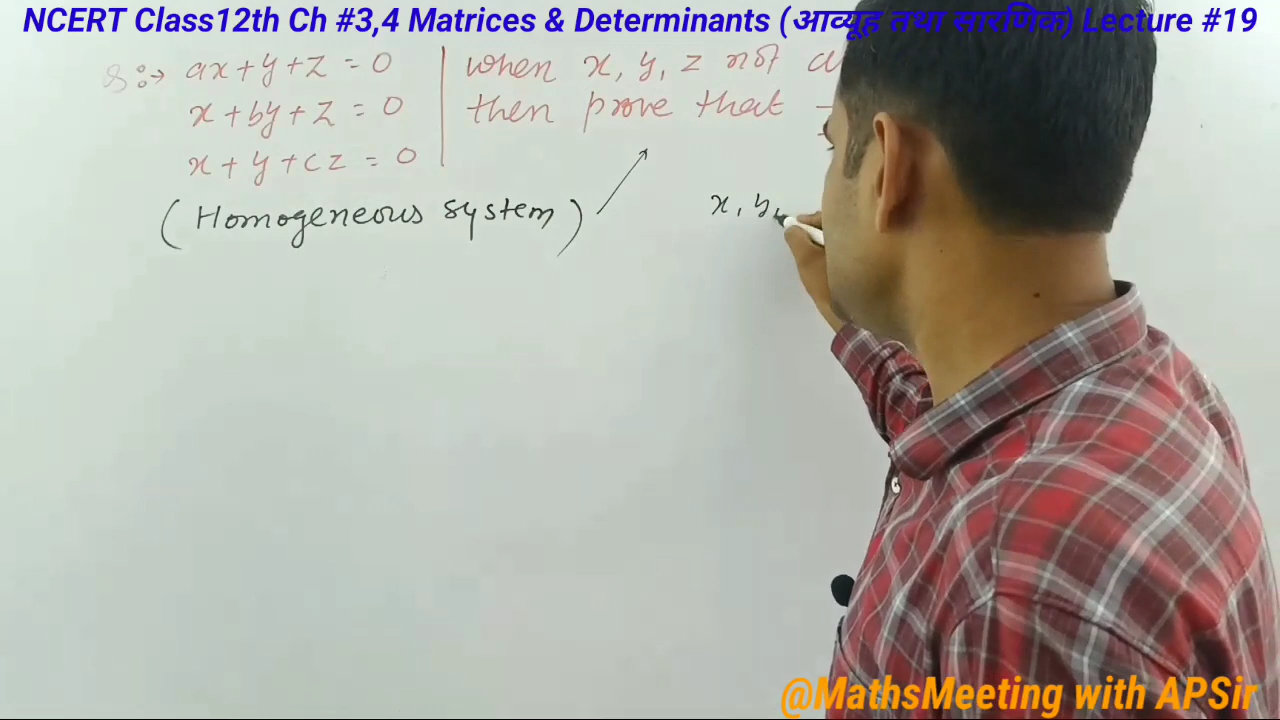 NCERT Class12th Ch #3,4 Matrices & Determinants (आव्यूह तथा सारणिक) Lecture #19
ax+y+z = 0 when x, y, z not
x+by+z = 0 then prove that
x+y+cz = 0
(Homogeneous system)
x, y,
@MathsMeeting with APSir